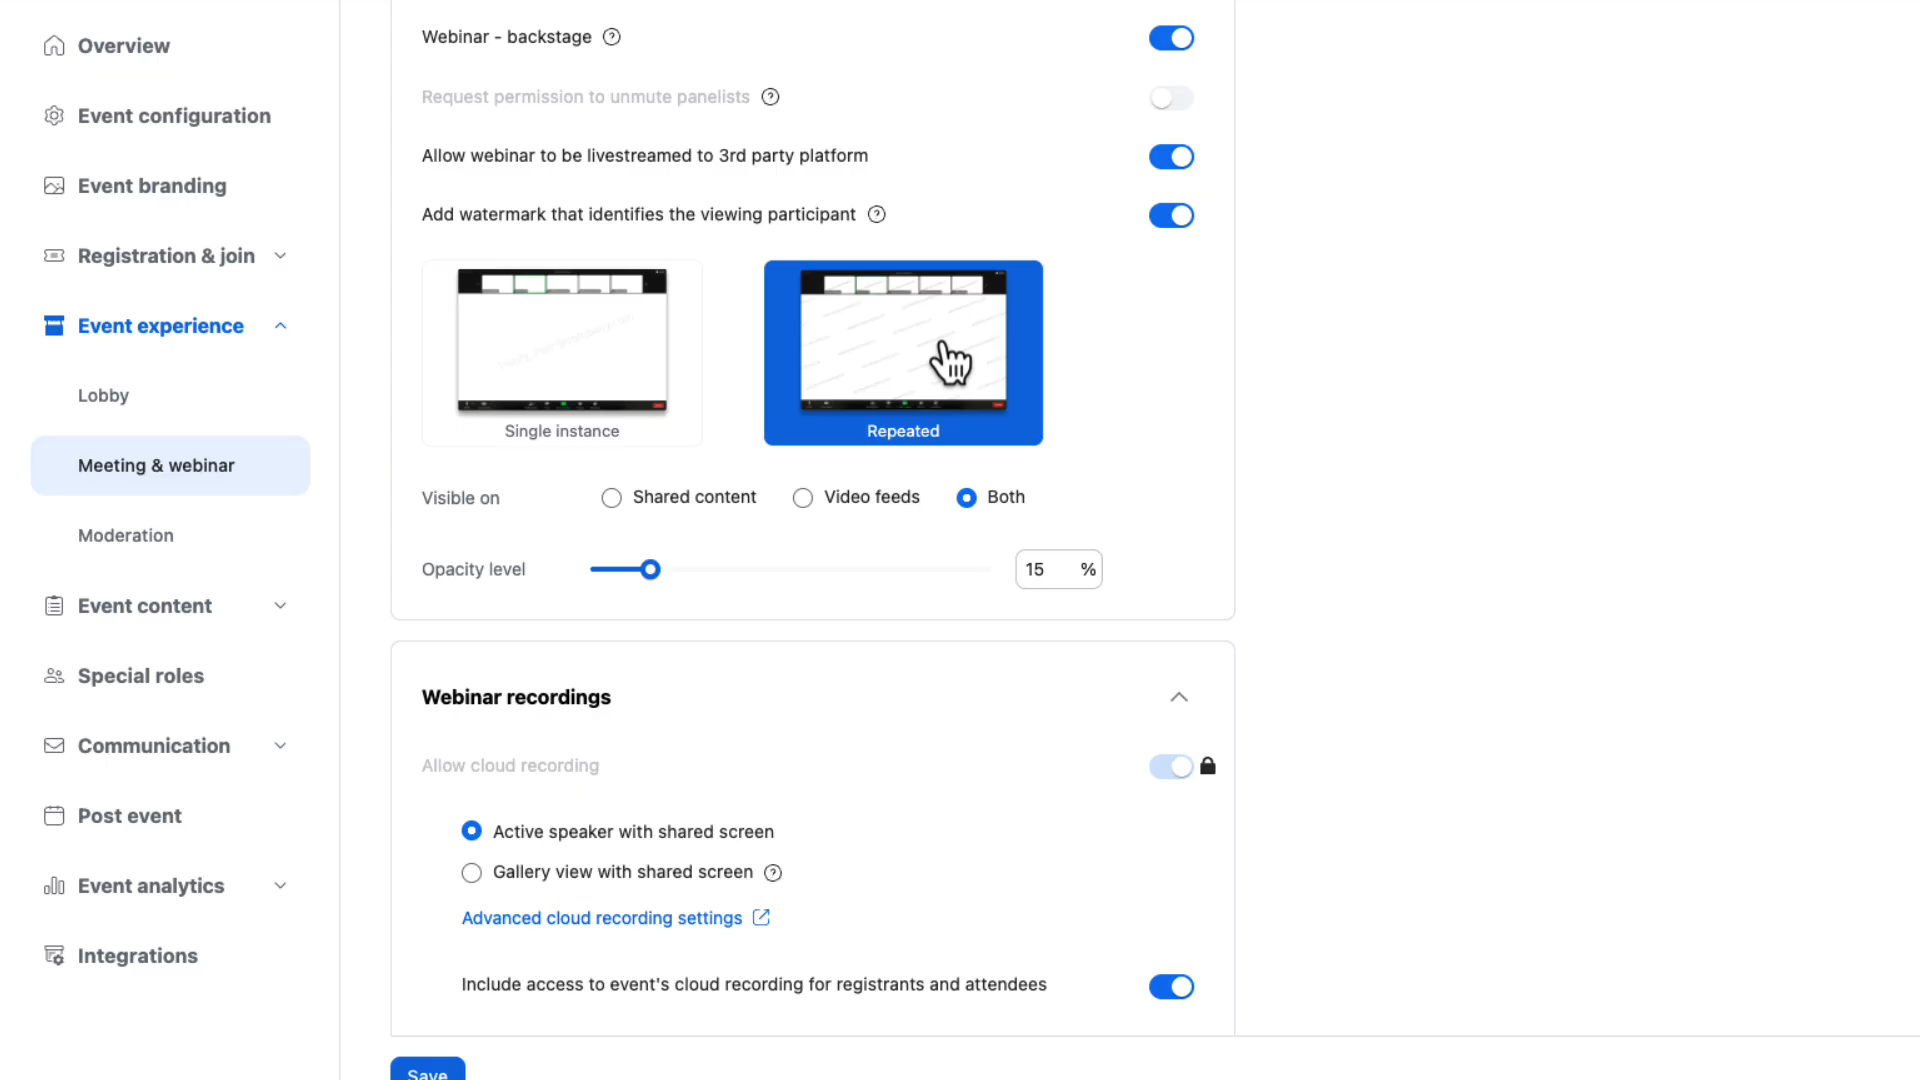 Overview
Event configuration
Event branding
Registration & join
Event experience
Lobby
Meeting & webinar
Moderation
Event content
Special roles
Communication
Post event
Event analytics
Integrations
Webinar - backstage
Request permission to unmute panelists
Allow webinar to be livestreamed to 3rd party platform
Add watermark that identifies the viewing participant
Single instance
Repeated
Visible on
Shared content
Video feeds
Both
Opacity level
15 %
Webinar recordings
Allow cloud recording
Active speaker with shared screen
Gallery view with shared screen
Advanced cloud recording settings
Include access to event's cloud recording for registrants and attendees
Save